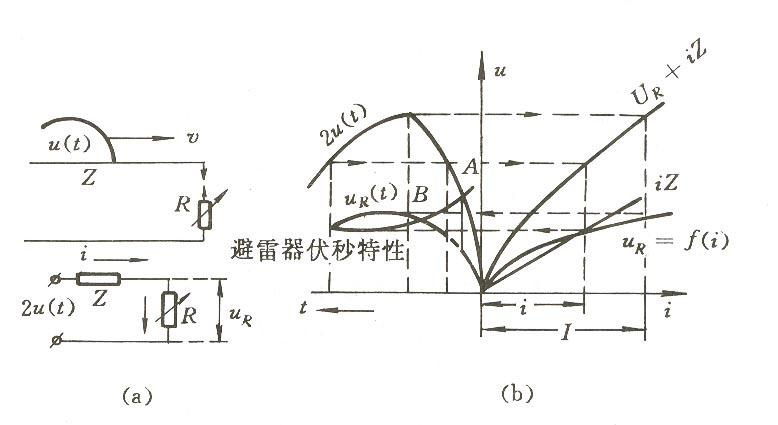 u(t)
v
Z
R
i
2u(t)
Z
R
u_R
(a)
u
U_R + iZ
2u(t)
A
iZ
u_R(t)
B
u_R = f(i)
避雷器伏秒特性
t
i
i
I
(b)